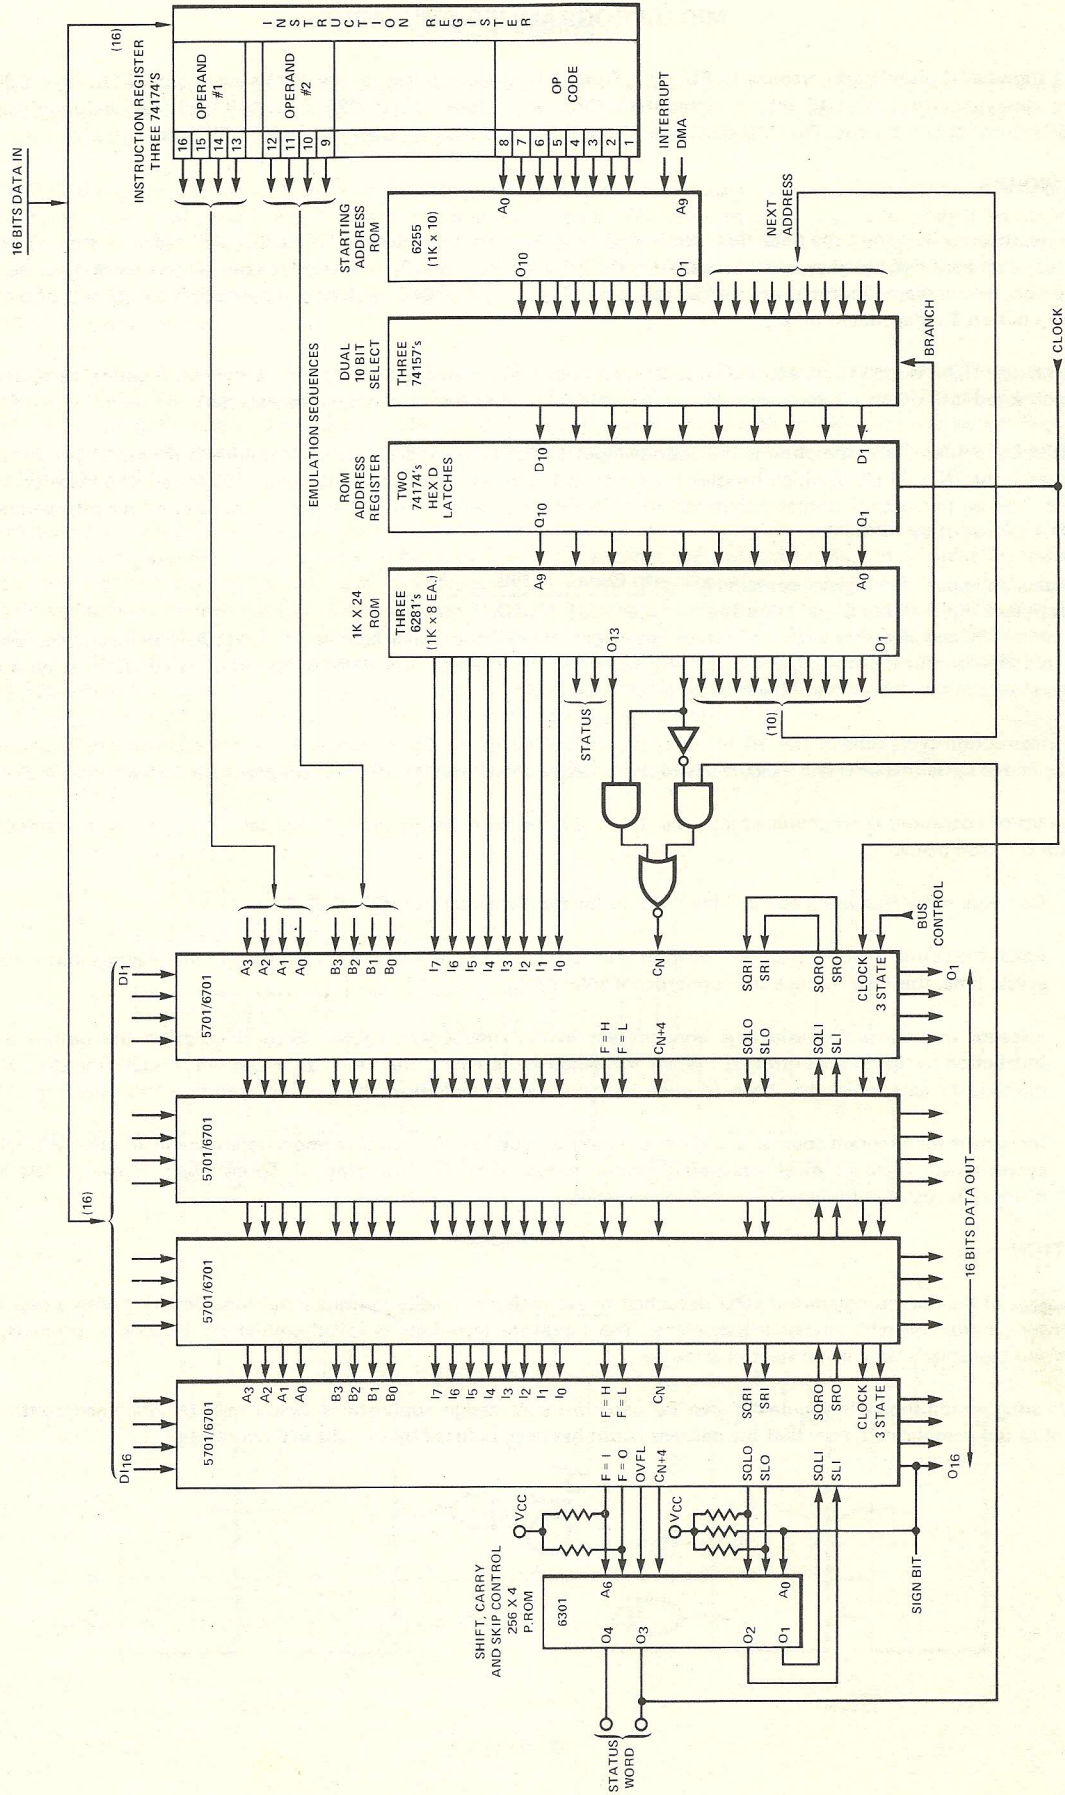 16 BITS DATA IN
(16)
INSTRUCTION REGISTER
THREE 74174'S
INSTRUCTION REGISTER
OPERAND
#1
OPERAND
#2
OP
CODE
16
15
14
13
12
11
10
9
8
7
6
5
4
3
2
1
INTERRUPT
DMA
STARTING
ADDRESS
ROM
6255
(1K x 10)
A0
A9
O10
O1
NEXT
ADDRESS
EMULATION SEQUENCES
DUAL
10 BIT
SELECT
THREE
74157's
BRANCH
CLOCK
ROM
ADDRESS
REGISTER
TWO
74174's
HEX D
LATCHES
D10
D1
Q10
Q1
1K X 24
ROM
THREE
6281's
(1K x 8 EA.)
A9
A0
O13
O1
STATUS
(10)
(16)
DI1
5701/6701
A3
A2
A1
A0
B3
B2
B1
B0
I7
I6
I5
I4
I3
I2
I1
I0
CN
SQRI
SRI
SQRO
SRO
CLOCK
3 STATE
BUS
CONTROL
F = H
F = L
CN+4
SQLO
SLO
SQLI
SLI
O1
5701/6701
5701/6701
16 BITS DATA OUT
DI16
5701/6701
A3
A2
A1
A0
B3
B2
B1
B0
I7
I6
I5
I4
I3
I2
I1
I0
F = H
F = L
CN
SQRI
SRI
SQRO
SRO
CLOCK
3 STATE
F = I
F = O
OVFL
CN+4
SQLO
SLO
SQLI
SLI
O16
VCC
VCC
SHIFT, CARRY
AND SKIP CONTROL
256 X 4
P.ROM
6301
A6
A0
O4
O3
O2
O1
SIGN BIT
STATUS
WORD